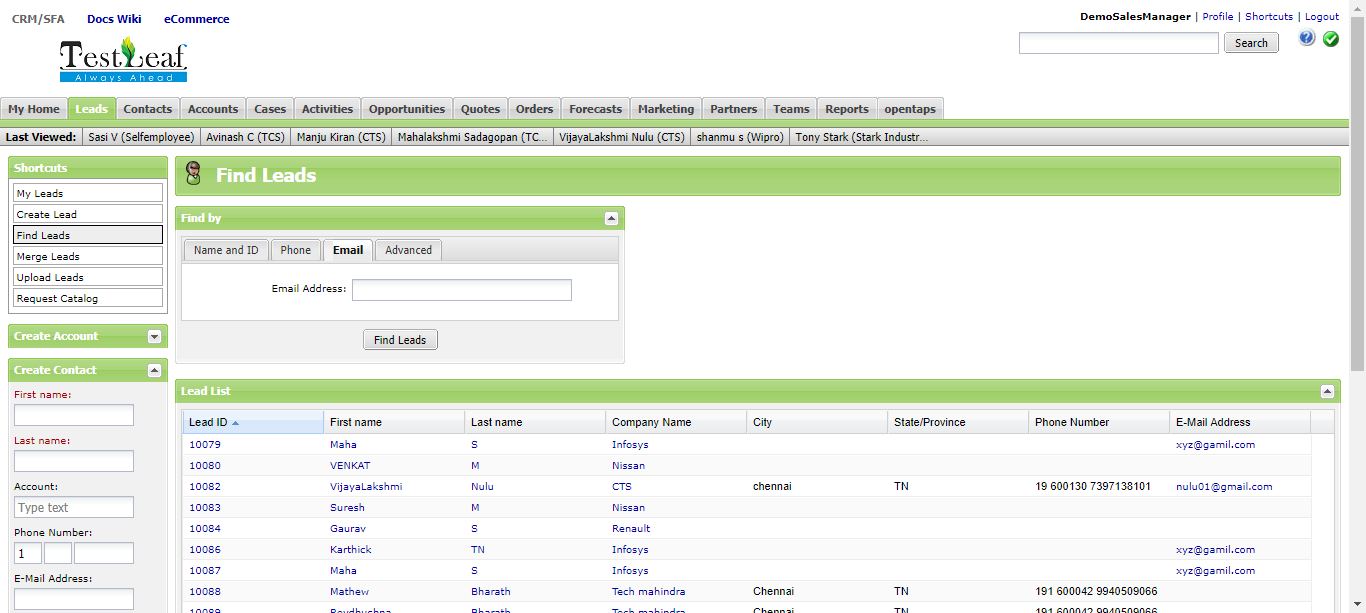 CRM/SFA Docs Wiki eCommerce
DemoSalesManager | Profile | Shortcuts | Logout
TestLeaf
Always Ahead
Search
My Home Leads Contacts Accounts Cases Activities Opportunities Quotes Orders Forecasts Marketing Partners Teams Reports opentaps
Last Viewed: Sasi V (Selfemployee) Avinash C (TCS) Manju Kiran (CTS) Mahalakshmi Sadagopan (TC... VijayaLakshmi Nulu (CTS) shanmu s (Wipro) Tony Stark (Stark Industr...
Shortcuts
My Leads
Create Lead
Find Leads
Merge Leads
Upload Leads
Request Catalog
Create Account
Create Contact
First name:
Last name:
Account:
Type text
Phone Number:
1
E-Mail Address:
Find Leads
Find by
Name and ID Phone Email Advanced
Email Address:
Find Leads
Lead List
Lead ID First name Last name Company Name City State/Province Phone Number E-Mail Address
10079 Maha S Infosys xyz@gamil.com
10080 VENKAT M Nissan
10082 VijayaLakshmi Nulu CTS chennai TN 19 600130 7397138101 nulu01@gmail.com
10083 Suresh M Nissan
10084 Gaurav S Renault
10086 Karthick TN Infosys xyz@gamil.com
10087 Maha S Infosys xyz@gamil.com
10088 Mathew Bharath Tech mahindra Chennai TN 191 600042 9940509066
10089 Bharath Tech mahindra Chennai TN 191 600042 9940509066